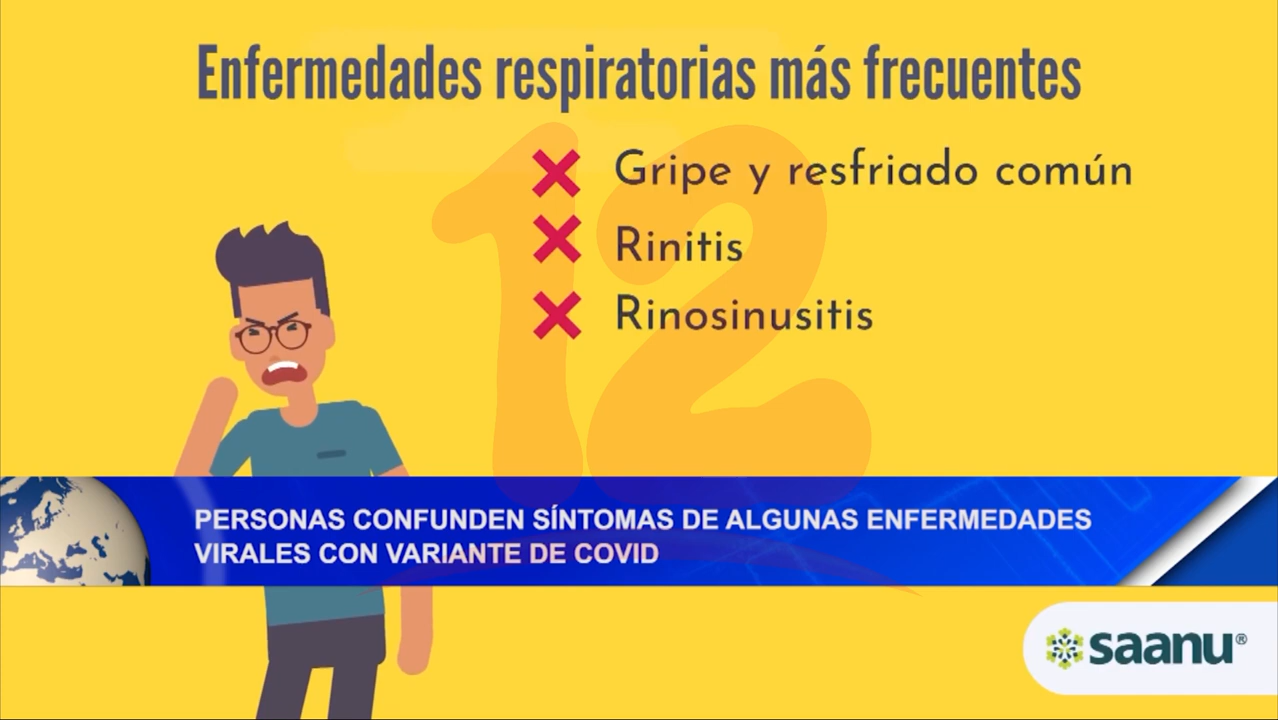 Enfermedades respiratorias más frecuentes
Gripe y resfriado común
Rinitis
Rinosinusitis
12
PERSONAS CONFUNDEN SÍNTOMAS DE ALGUNAS ENFERMEDADES
VIRALES CON VARIANTE DE COVID
saanu®